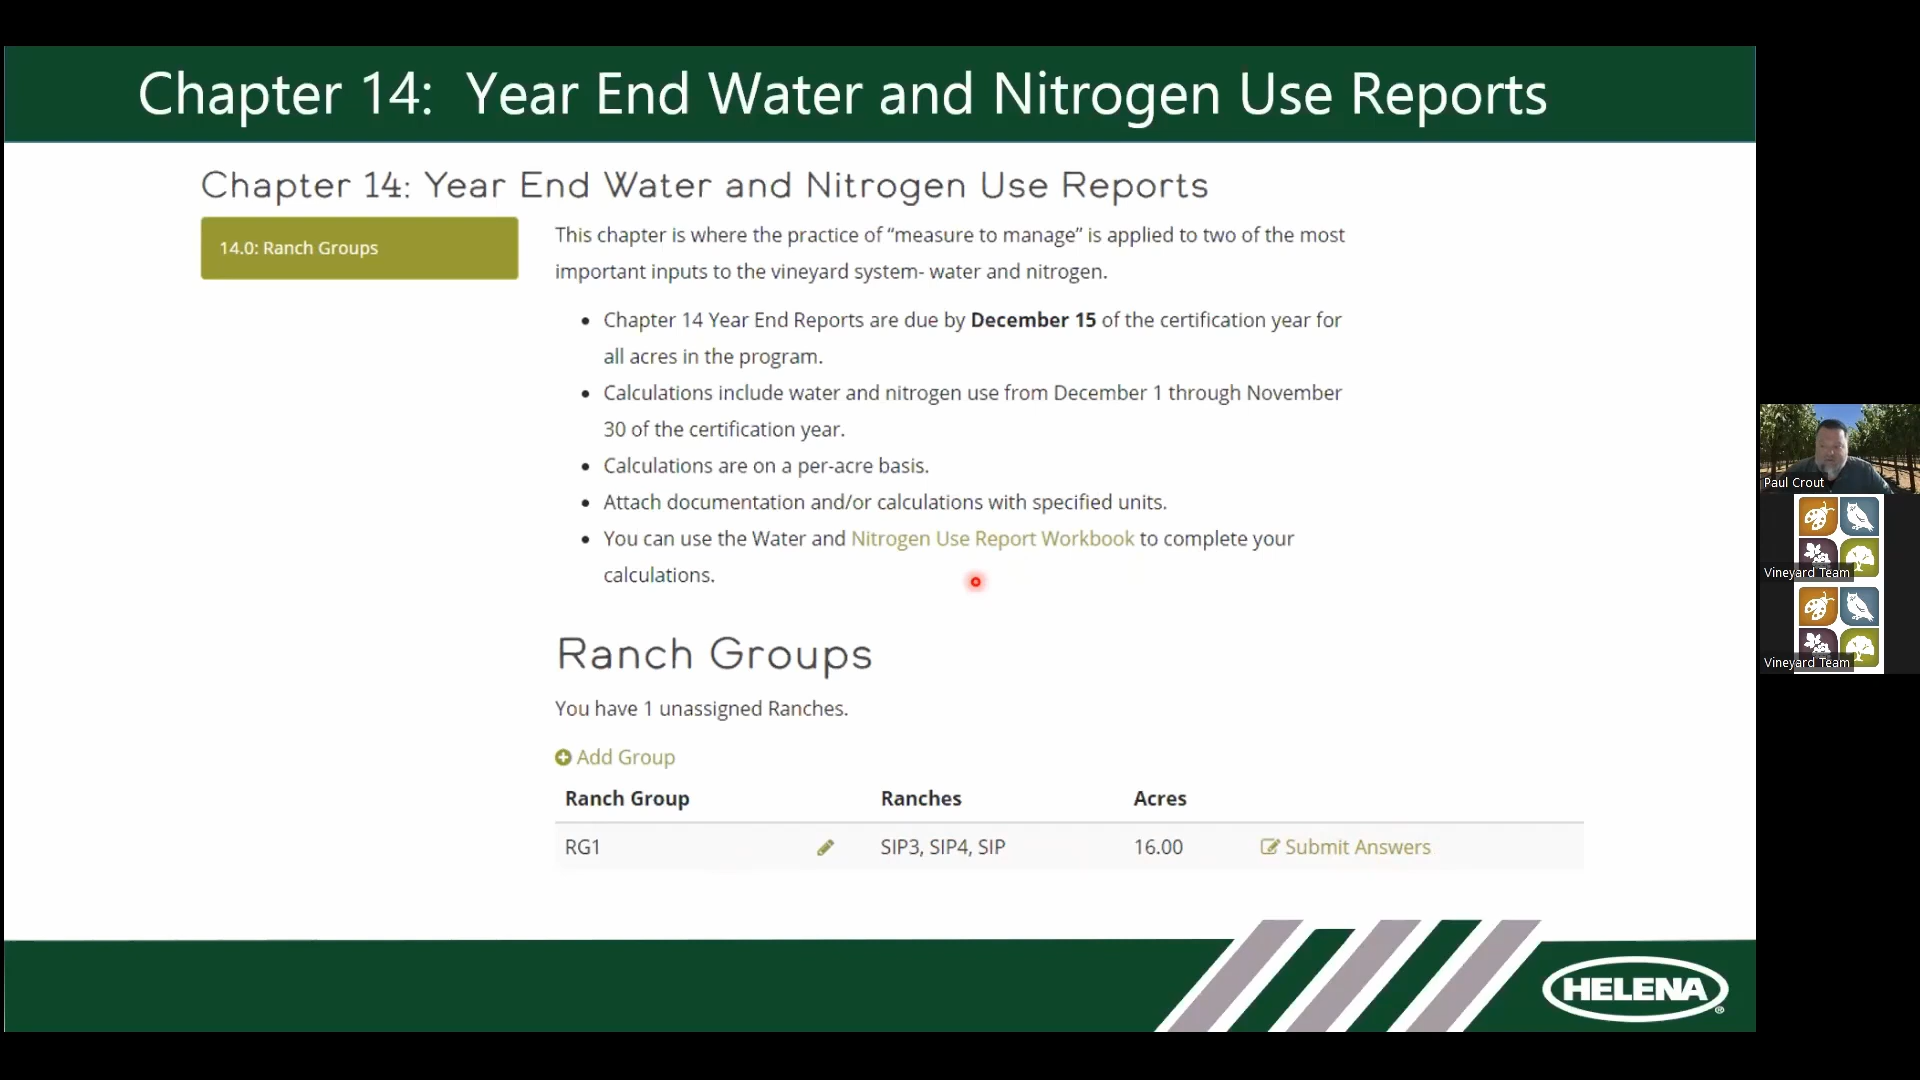 Chapter 14: Year End Water and Nitrogen Use Reports
Chapter 14: Year End Water and Nitrogen Use Reports
14.0: Ranch Groups
This chapter is where the practice of “measure to manage” is applied to two of the most
important inputs to the vineyard system- water and nitrogen.
• Chapter 14 Year End Reports are due by December 15 of the certification year for
all acres in the program.
• Calculations include water and nitrogen use from December 1 through November
30 of the certification year.
• Calculations are on a per-acre basis.
• Attach documentation and/or calculations with specified units.
• You can use the Water and Nitrogen Use Report Workbook to complete your
calculations.
Ranch Groups
You have 1 unassigned Ranches.
Add Group
Ranch Group Ranches Acres
RG1 SIP3, SIP4, SIP 16.00 Submit Answers
HELENA®
Paul Crout
Vineyard Team
Vineyard Team